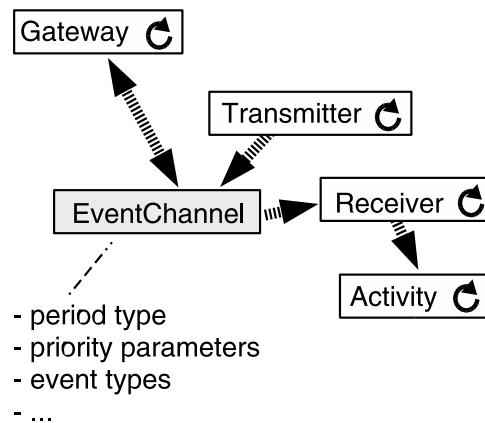 Gateway
Transmitter
EventChannel
Receiver
Activity
- period type
- priority parameters
- event types
- ...